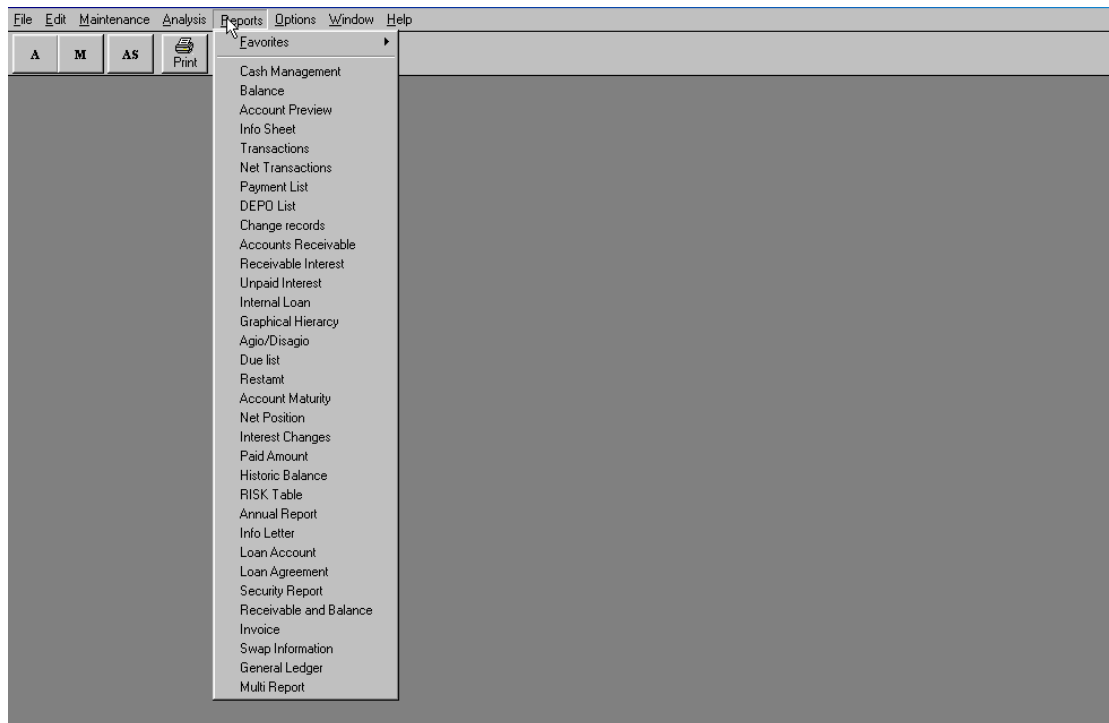 File Edit Maintenance Analysis Reports Options Window Help
A M AS Print
Favorites
Cash Management
Balance
Account Preview
Info Sheet
Transactions
Net Transactions
Payment List
DEPO List
Change records
Accounts Receivable
Receivable Interest
Unpaid Interest
Internal Loan
Graphical Hierarcy
Agio/Disagio
Due list
Restamt
Account Maturity
Net Position
Interest Changes
Paid Amount
Historic Balance
RISK Table
Annual Report
Info Letter
Loan Account
Loan Agreement
Security Report
Receivable and Balance
Invoice
Swap Information
General Ledger
Multi Report